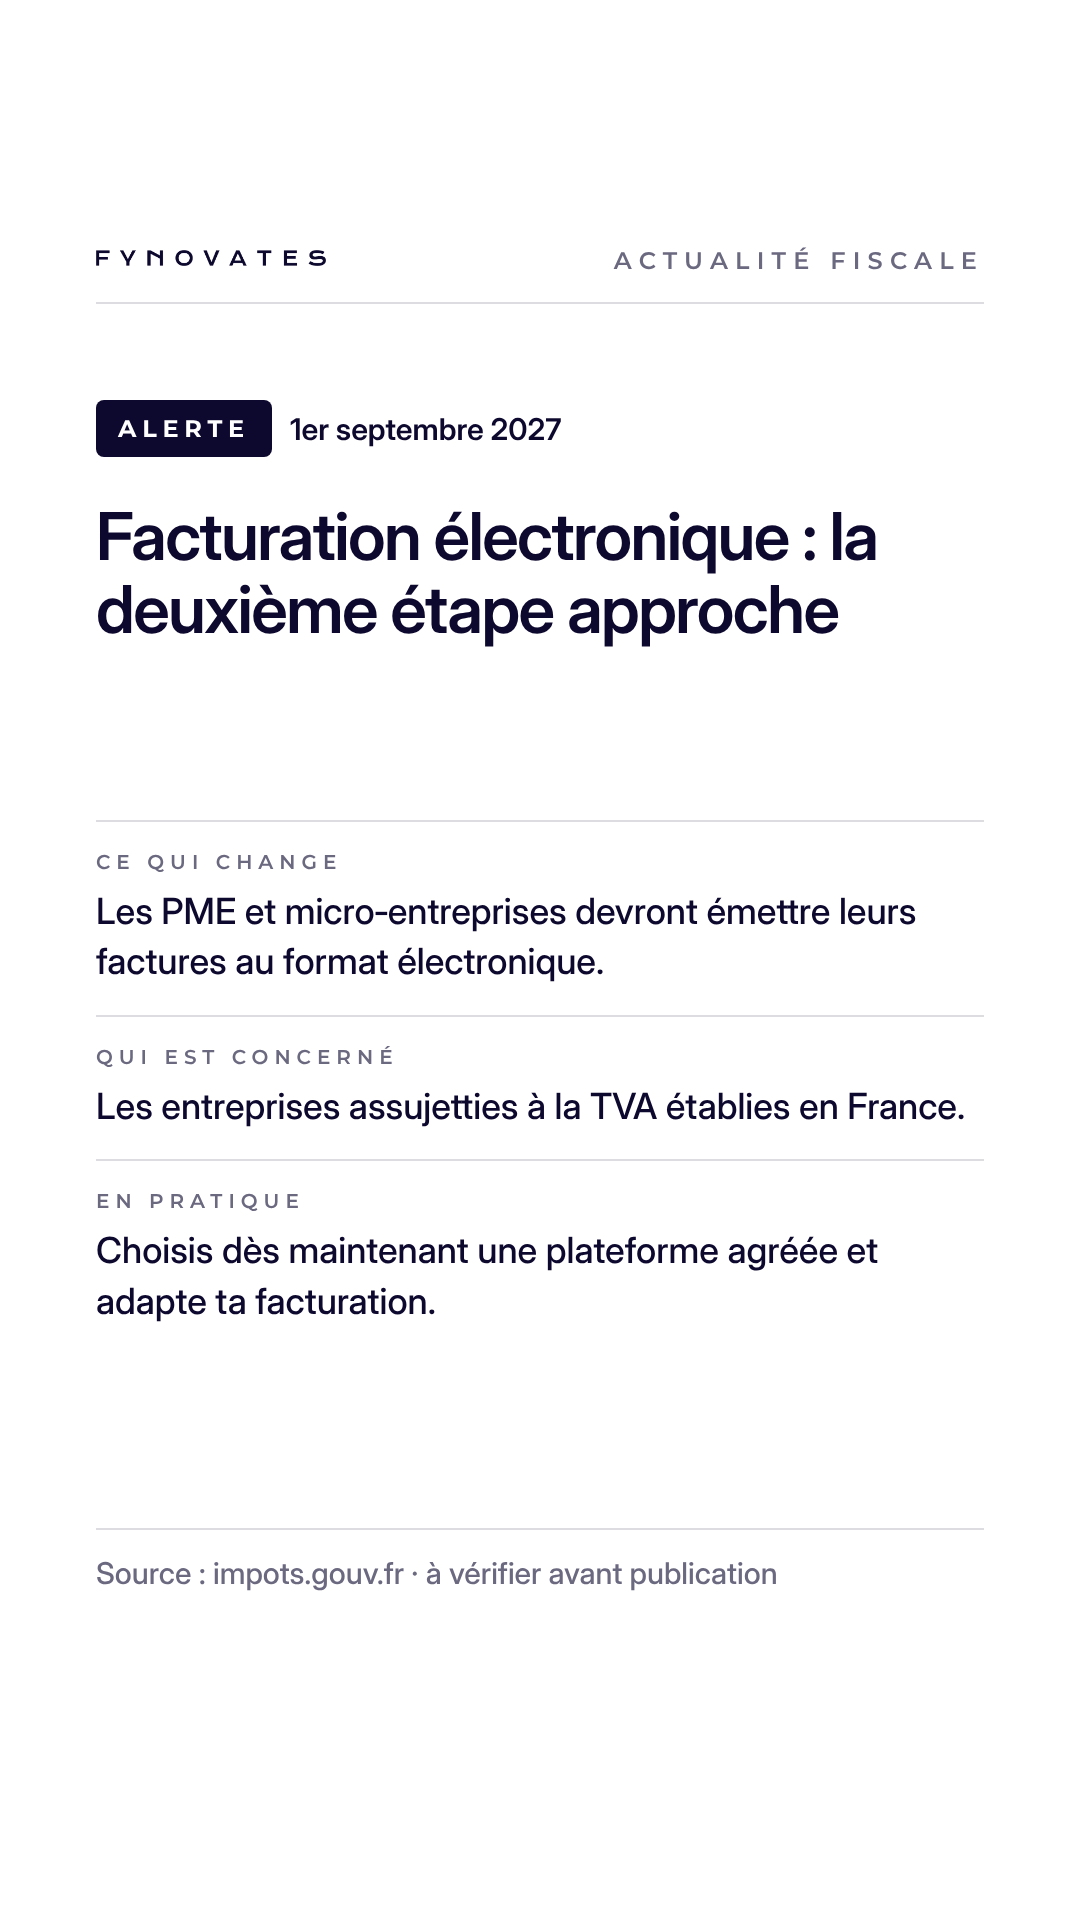 FYNOVATES
ACTUALITÉ FISCALE
ALERTE 1er septembre 2027
Facturation électronique : la
deuxième étape approche
CE QUI CHANGE
Les PME et micro-entreprises devront émettre leurs
factures au format électronique.
QUI EST CONCERNÉ
Les entreprises assujetties à la TVA établies en France.
EN PRATIQUE
Choisis dès maintenant une plateforme agréée et
adapte ta facturation.
Source : impots.gouv.fr · à vérifier avant publication